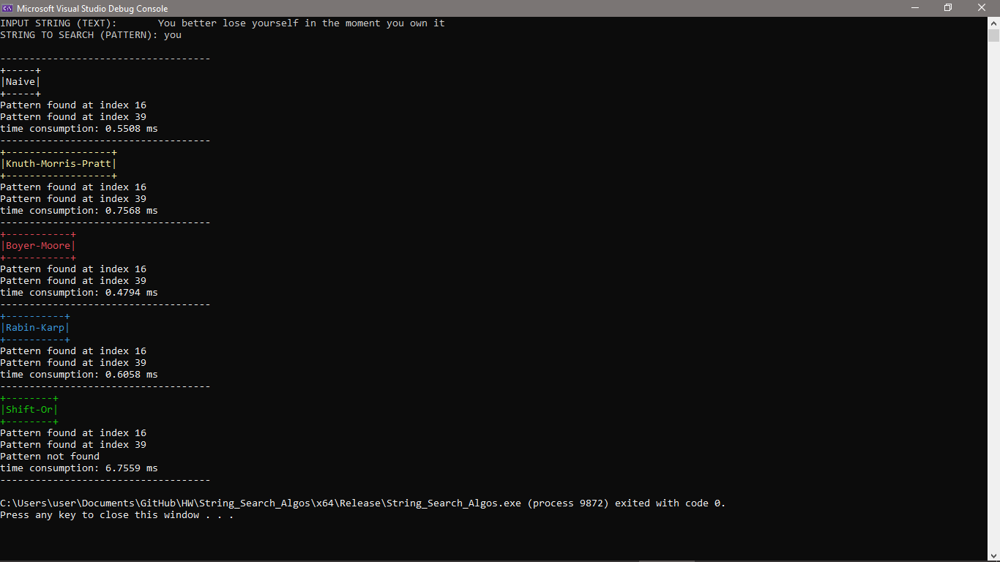 Microsoft Visual Studio Debug Console
INPUT STRING (TEXT):       You better lose yourself in the moment you own it
STRING TO SEARCH (PATTERN): you
------------------------------------
+-----+
|Naive|
+-----+
Pattern found at index 16
Pattern found at index 39
time consumption: 0.5508 ms
------------------------------------
+------------------+
|Knuth-Morris-Pratt|
+------------------+
Pattern found at index 16
Pattern found at index 39
time consumption: 0.7568 ms
------------------------------------
+-----------+
|Boyer-Moore|
+-----------+
Pattern found at index 16
Pattern found at index 39
time consumption: 0.4794 ms
------------------------------------
+----------+
|Rabin-Karp|
+----------+
Pattern found at index 16
Pattern found at index 39
time consumption: 0.6058 ms
------------------------------------
+--------+
|Shift-Or|
+--------+
Pattern found at index 16
Pattern found at index 39
Pattern not found
time consumption: 6.7559 ms
------------------------------------
C:\Users\user\Documents\GitHub\HW\String_Search_Algos\x64\Release\String_Search_Algos.exe (process 9872) exited with code 0.
Press any key to close this window . . .